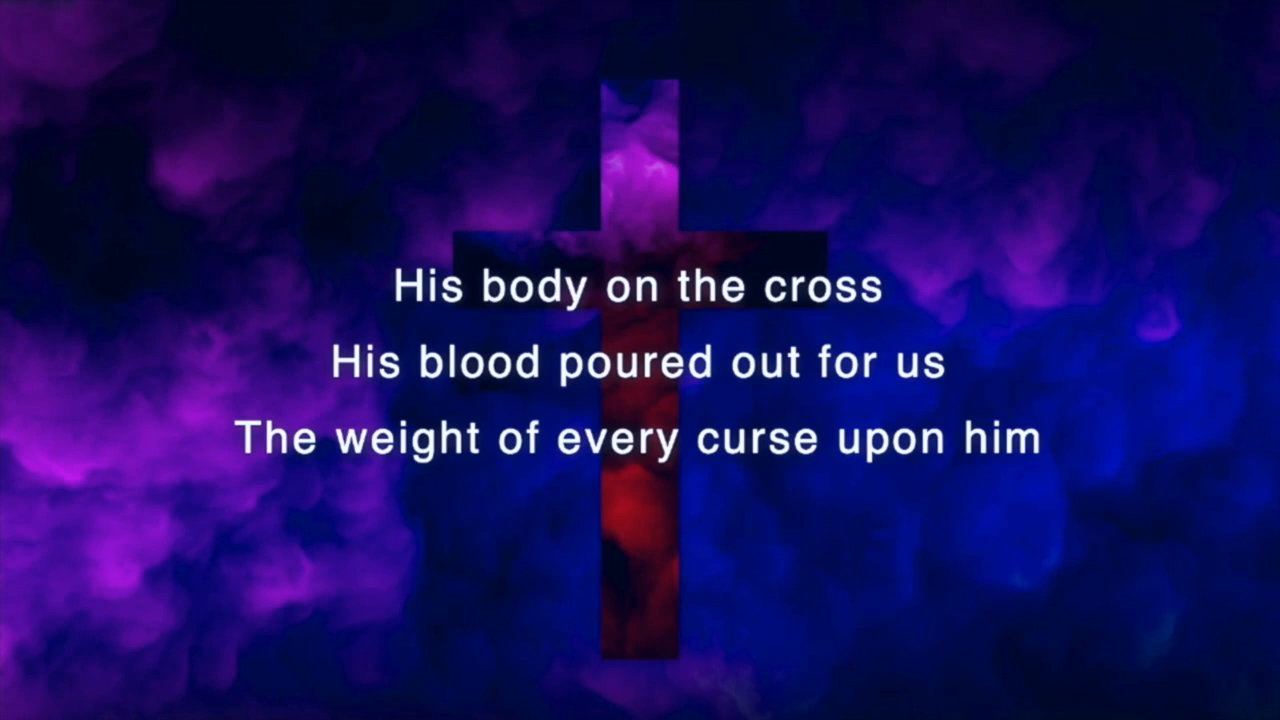 His body on the cross
His blood poured out for us
The weight of every curse upon him